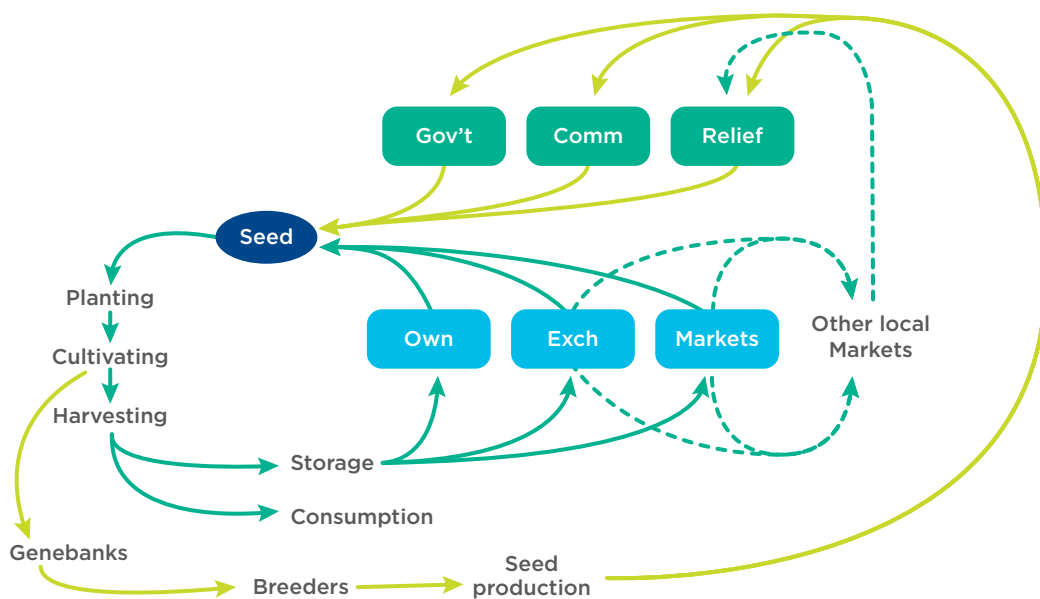 Gov't
Comm
Relief
Seed
Planting
Own
Exch
Markets
Other local
Markets
Cultivating
Harvesting
Storage
Consumption
Genebanks
Breeders
Seed
production